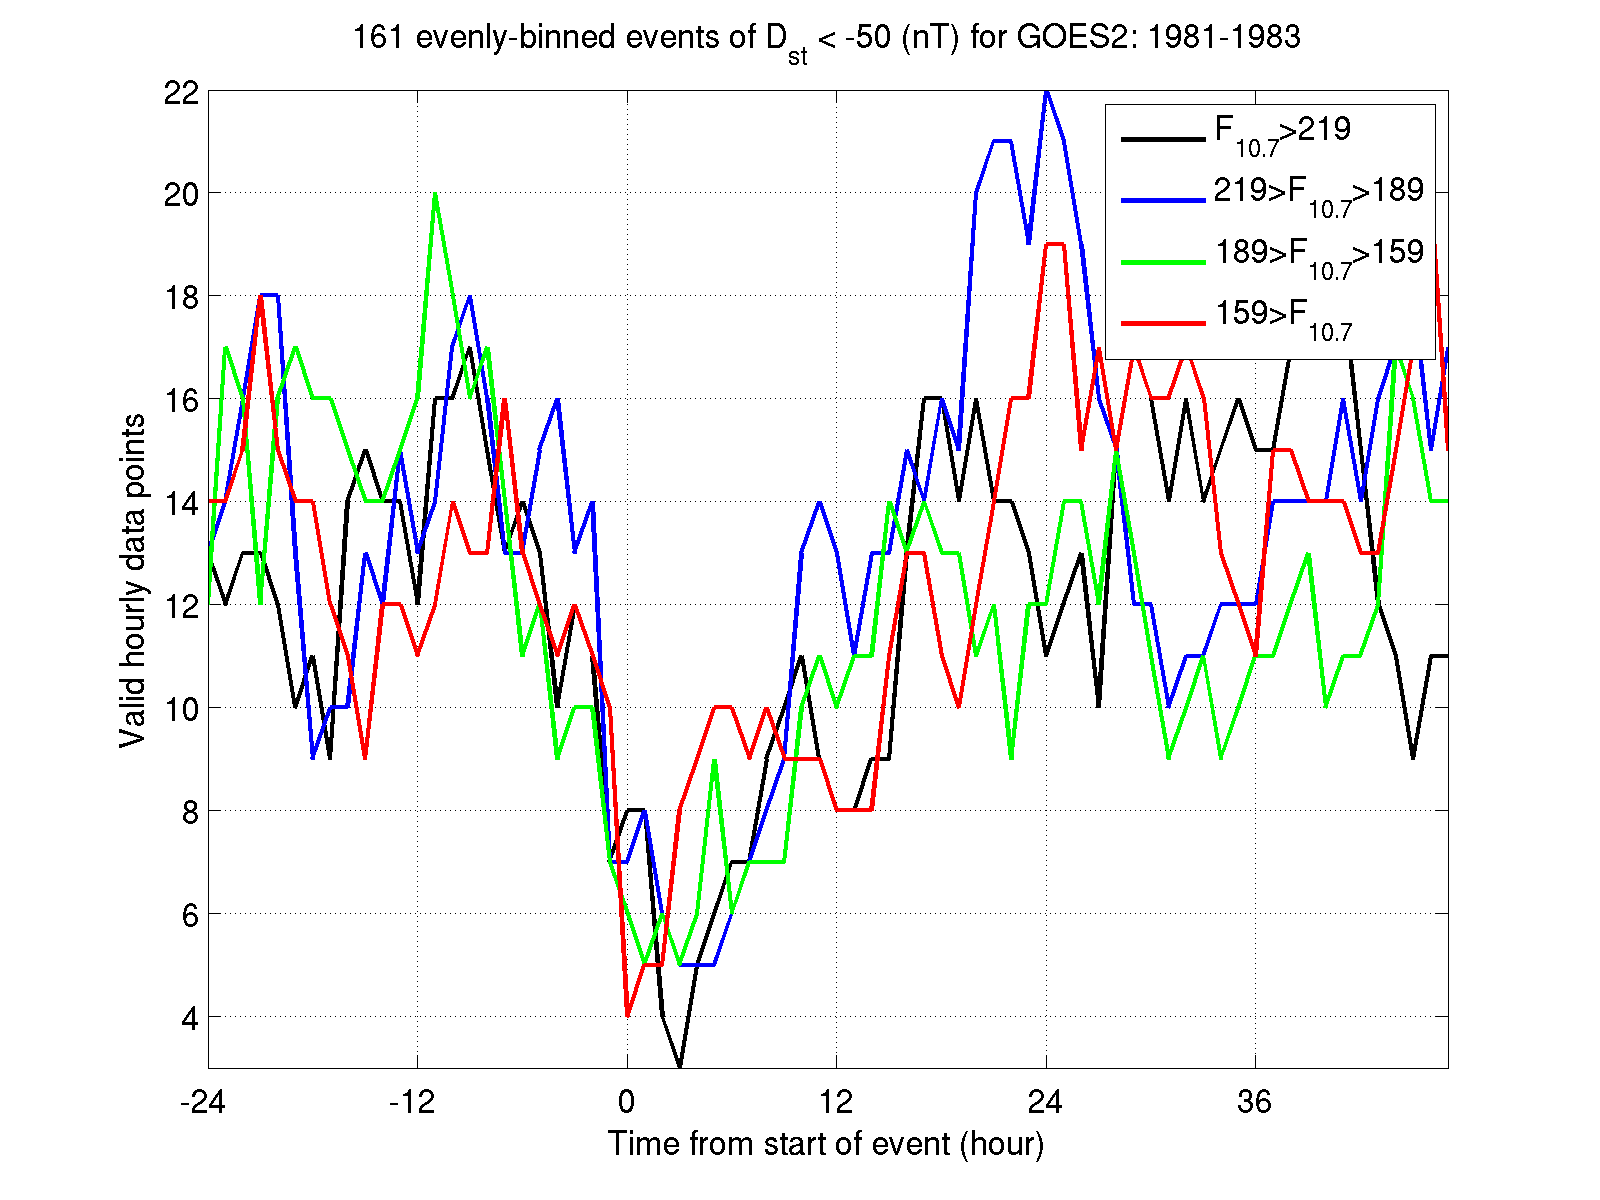 161 evenly-binned events of D_st < -50 (nT) for GOES2: 1981-1983
22
20
18
16
14
12
10
8
6
4
Valid hourly data points
F_10.7>219
219>F_10.7>189
189>F_10.7>159
159>F_10.7
-24 -12 0 12 24 36
Time from start of event (hour)